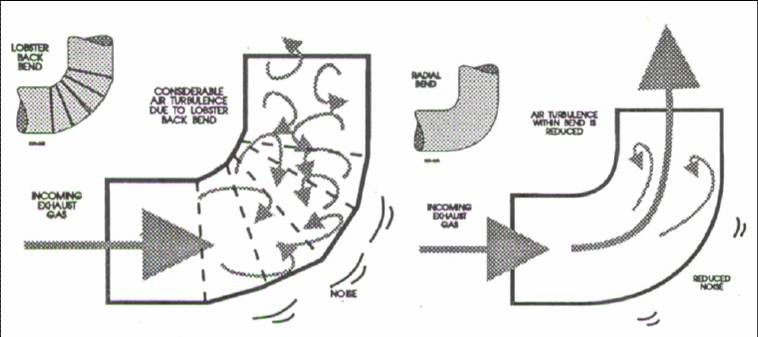 LOBSTER
BACK
BEND
CONSIDERABLE
AIR TURBULENCE
DUE TO LOBSTER
BACK BEND
INCOMING
EXHAUST
GAS
NOISE
RADIAL
BEND
AIR TURBULENCE
WITHIN BEND IS
REDUCED
INCOMING
EXHAUST
GAS
REDUCED
NOISE